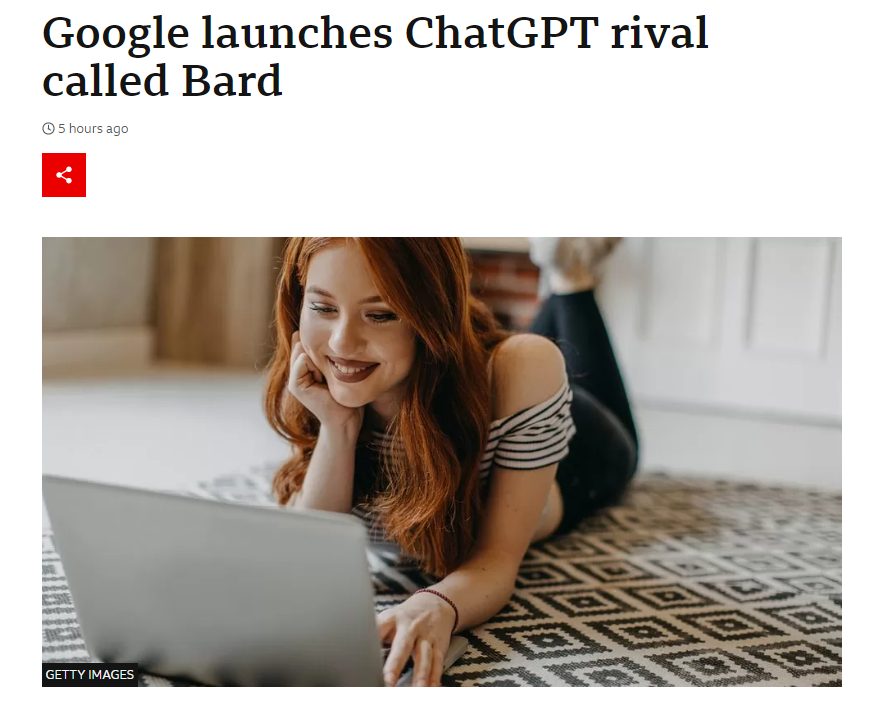 Google launches ChatGPT rival
called Bard
5 hours ago
GETTY IMAGES